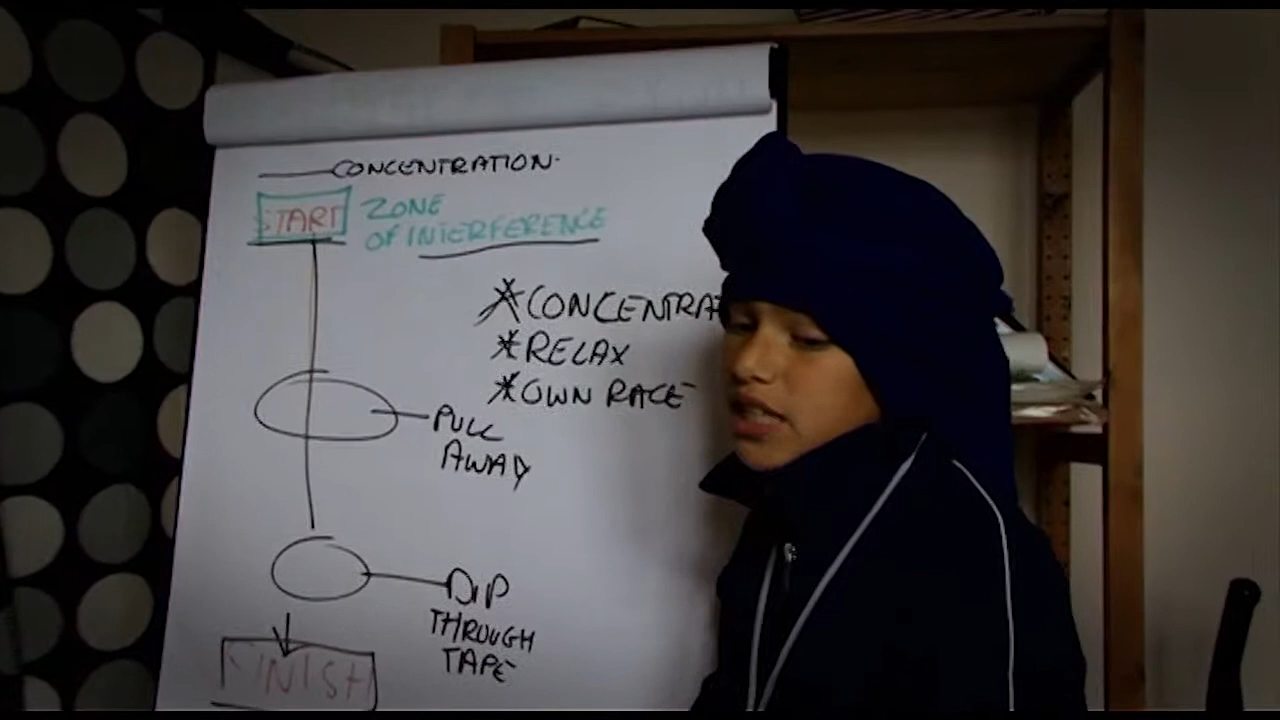 CONCENTRATION
START
ZONE
OF INTERFERENCE
*CONCENTRA
*RELAX
*OWN RACE
PULL
AWAY
DIP
THROUGH
TAPE
FINISH